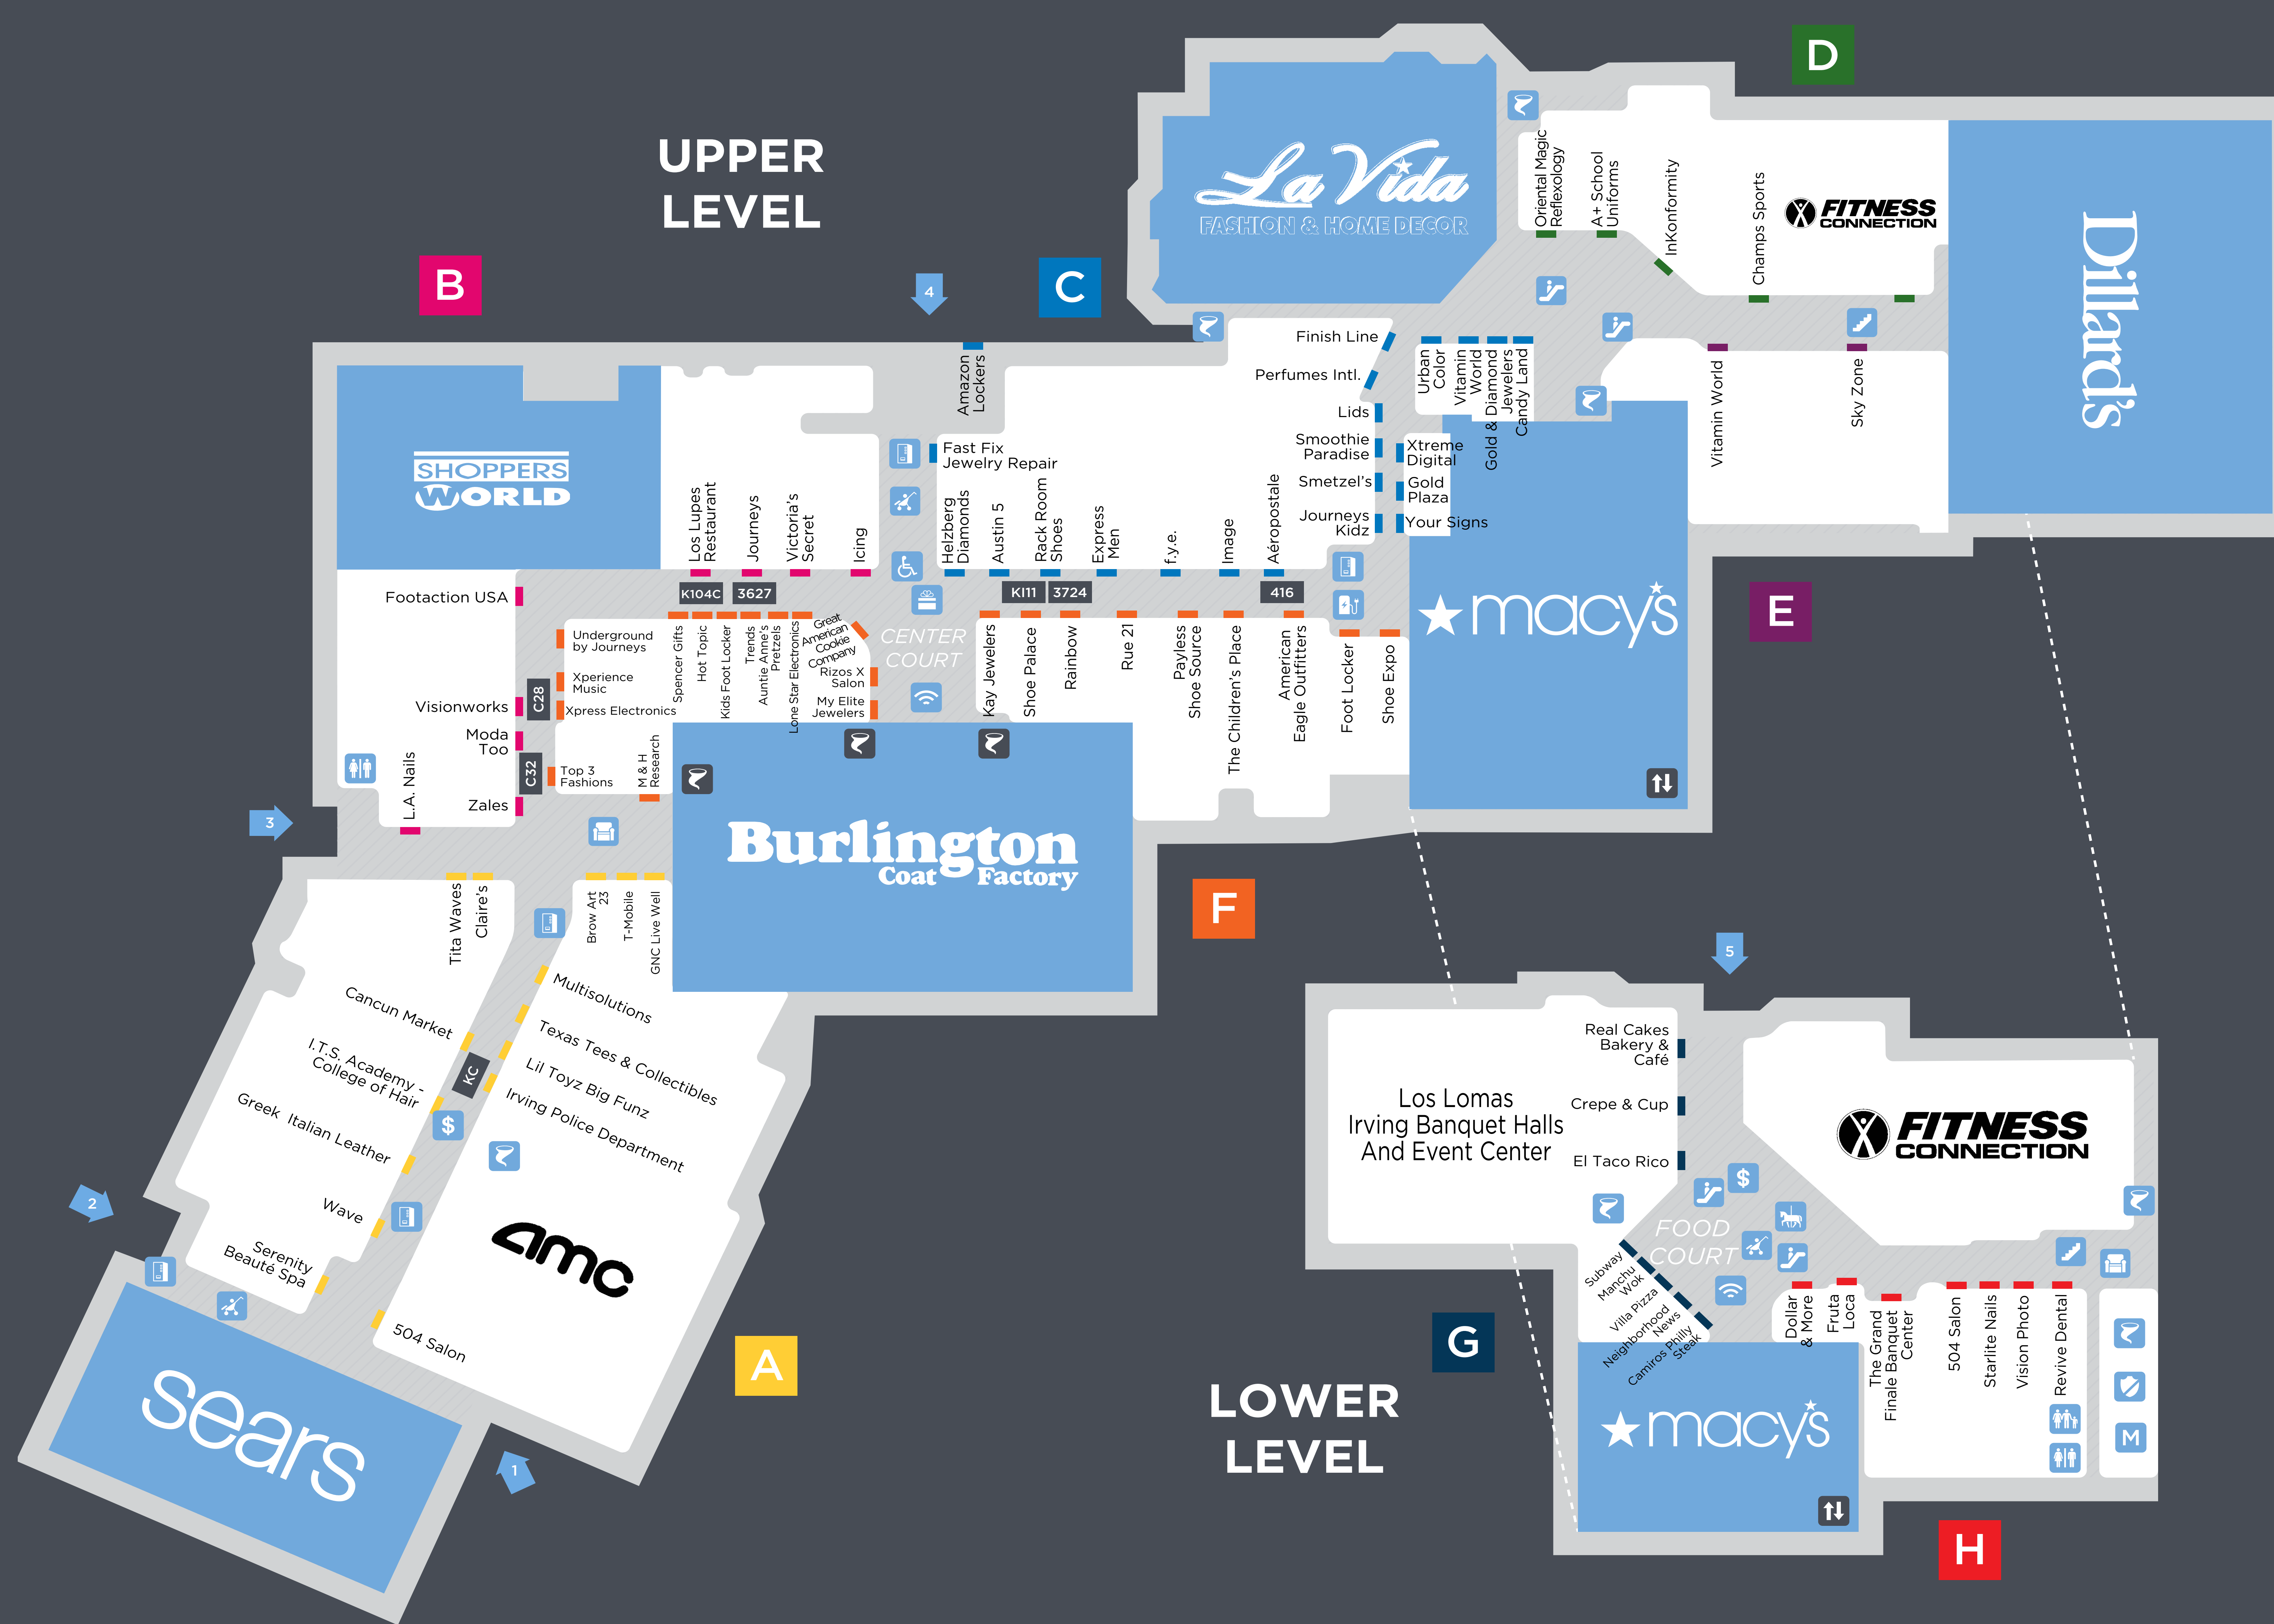 UPPER
LEVEL
B
4
C
La Vida
FASHION & HOME DECOR
D
Oriental Magic
Reflexology
A+ School
Uniforms
InKonformity
Champs Sports
FITNESS
CONNECTION
Dillard's
SHOPPERS
WORLD
Los Lupes
Restaurant
Journeys
Victoria's
Secret
Icing
Amazon
Lockers
Fast Fix
Jewelry Repair
Helzberg
Diamonds
Austin 5
Rack Room
Shoes
Express
Men
f.y.e.
Image
Aéropostale
Finish Line
Perfumes Intl.
Lids
Smoothie
Paradise
Smetzel's
Journeys
Kidz
Urban
Color
Vitamin
World
Gold & Diamond
Jewelers
Candy Land
Xtreme
Digital
Gold
Plaza
Your Signs
Vitamin World
Sky Zone
macy's
E
K104C
3627
KI11
3724
416
Footaction USA
Visionworks
Moda
Too
Zales
L.A. Nails
C28
C32
Underground
by Journeys
Xperience
Music
Xpress Electronics
Top 3
Fashions
M & H
Research
Spencer Gifts
Hot Topic
Kids Foot Locker
Trends
Auntie Anne's
Pretzels
Lone Star Electronics
Great
American
Cookie
Company
Rizos X
Salon
My Elite
Jewelers
CENTER
COURT
Kay Jewelers
Shoe Palace
Rainbow
Rue 21
Payless
Shoe Source
The Children's Place
American
Eagle Outfitters
Foot Locker
Shoe Expo
Burlington
Coat Factory
F
3
Tita Waves
Claire's
Brow Art
23
T-Mobile
GNC Live Well
Cancun Market
I.T.S. Academy -
College of Hair
Greek Italian Leather
Wave
Serenity
Beauté Spa
KC
$
Multisolutions
Texas Tees & Collectibles
Lil Toyz Big Funz
Irving Police Department
amc
504 Salon
2
sears
1
A
LOWER
LEVEL
5
Los Lomas
Irving Banquet Halls
And Event Center
Real Cakes
Bakery &
Café
Crepe & Cup
El Taco Rico
$
FOOD
COURT
FITNESS
CONNECTION
Subway
Manchu
Wok
Villa Pizza
Neighborhood
News
Camiros Philly
Steak
G
macy's
Dollar
& More
Fruta
Loca
The Grand
Finale Banquet
Center
504 Salon
Starlite Nails
Vision Photo
Revive Dental
M
H